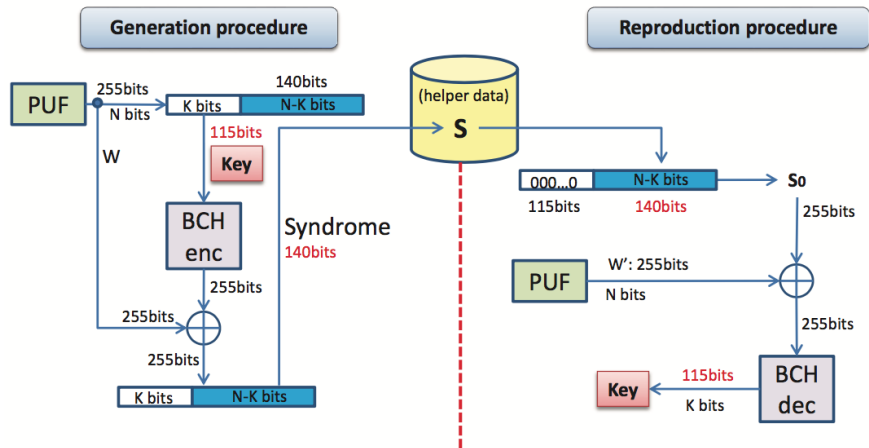 Generation procedure
Reproduction procedure
255bits
140bits
PUF
N bits
K bits
N-K bits
W
115bits
Key
BCH
enc
255bits
255bits
255bits
K bits
N-K bits
Syndrome
140bits
(helper data)
S
000...0
N-K bits
S0
115bits
140bits
255bits
PUF
W': 255bits
N bits
255bits
BCH
dec
115bits
K bits
Key